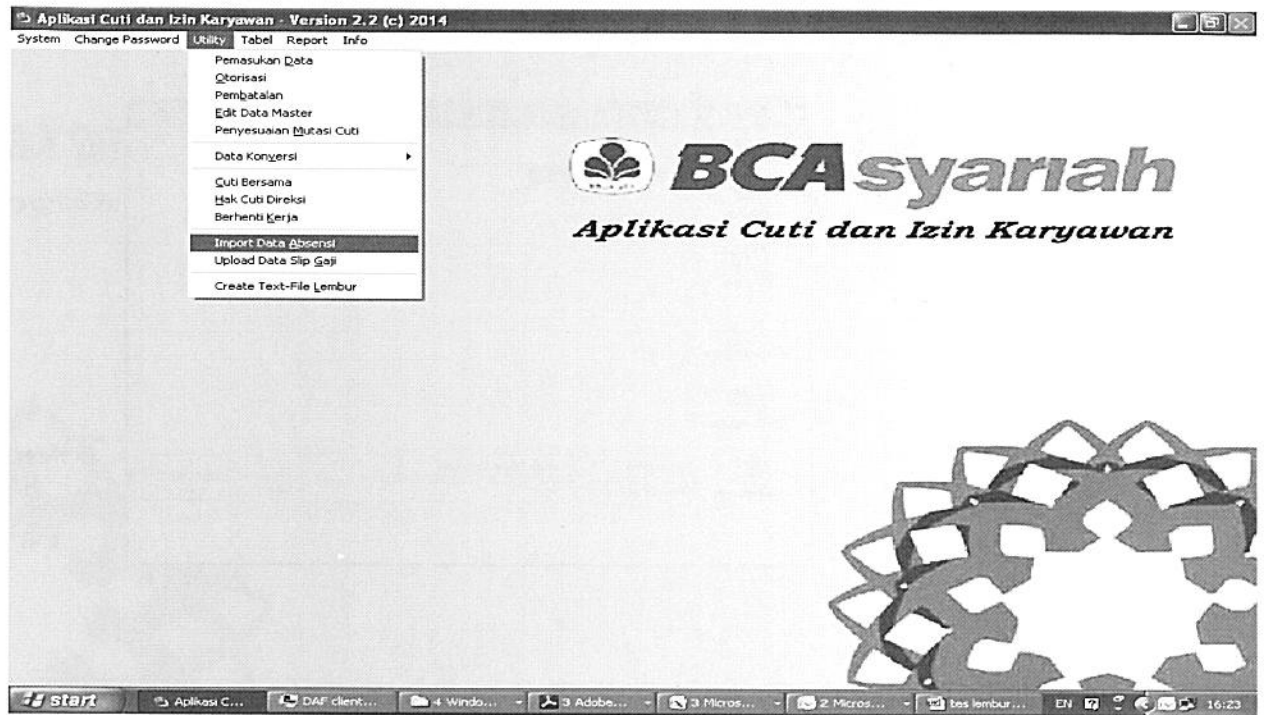 Aplikasi Cuti dan Izin Karyawan - Version 2.2 (c) 2014
System Change Password Utility Tabel Report Info
Pemasukan Data
Otorisasi
Pembatalan
Edit Data Master
Penyesuaian Mutasi Cuti
Data Konversi
Cuti Bersama
Hak Cuti Direksi
Berhenti Kerja
Import Data Absensi
Upload Data Slip Gaji
Create Text-File Lembur
BCAsyariah
Aplikasi Cuti dan Izin Karyawan
start Aplikasi C... DAF client... 4 Windo... 3 Adobe... 3 Micros... 2 Micros... tes lembur... EN 16:23